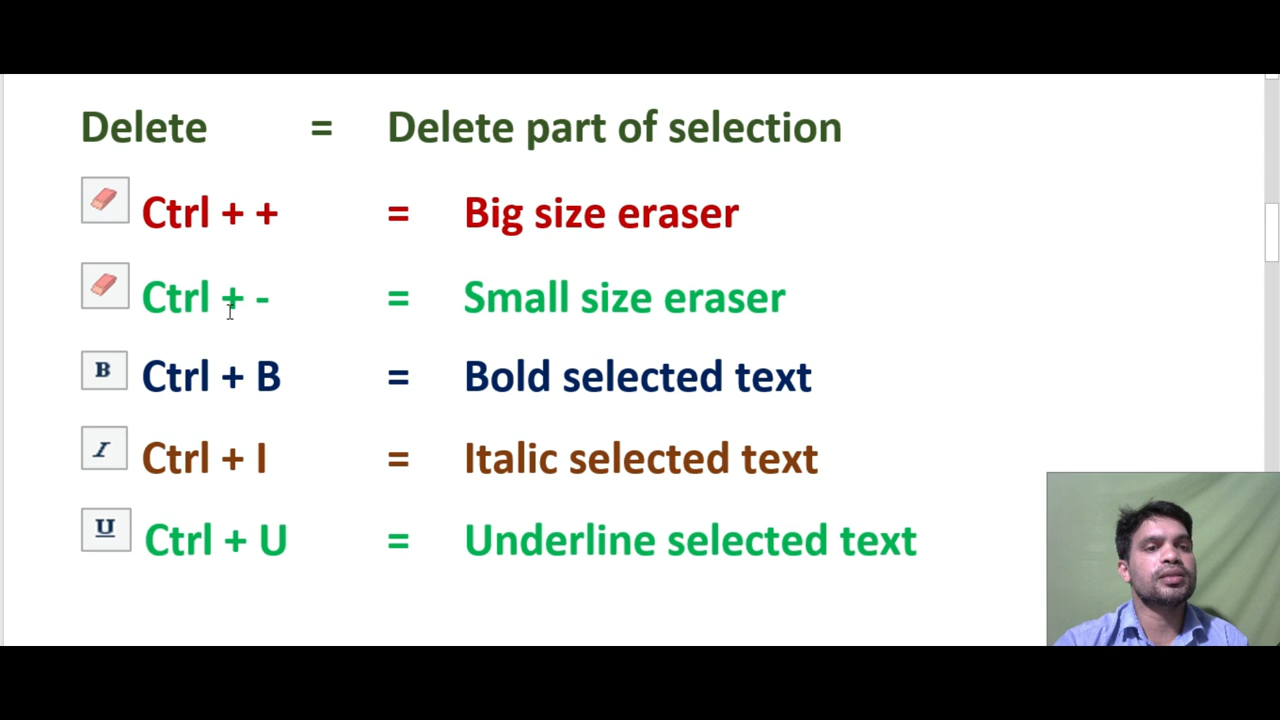 Delete = Delete part of selection
Ctrl + + = Big size eraser
Ctrl + - = Small size eraser
B Ctrl + B = Bold selected text
I Ctrl + I = Italic selected text
U Ctrl + U = Underline selected text